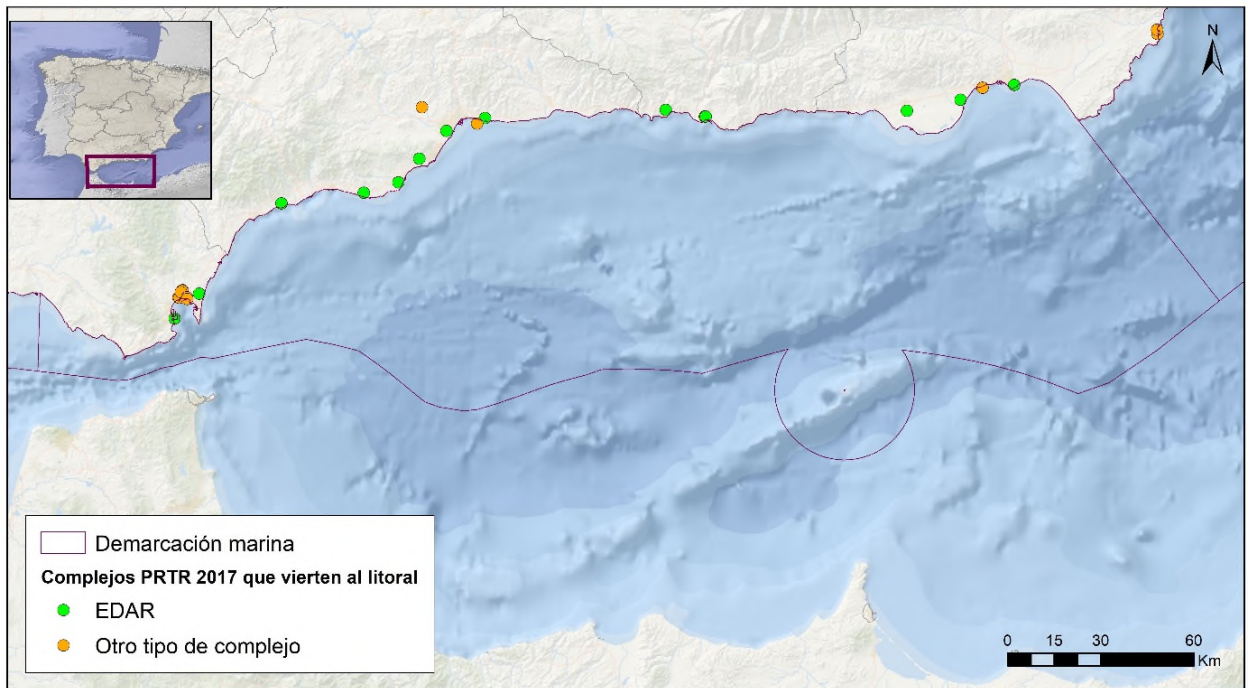 N
Demarcación marina
Complejos PRTR 2017 que vierten al litoral
EDAR
Otro tipo de complejo
0 15 30 60
Km